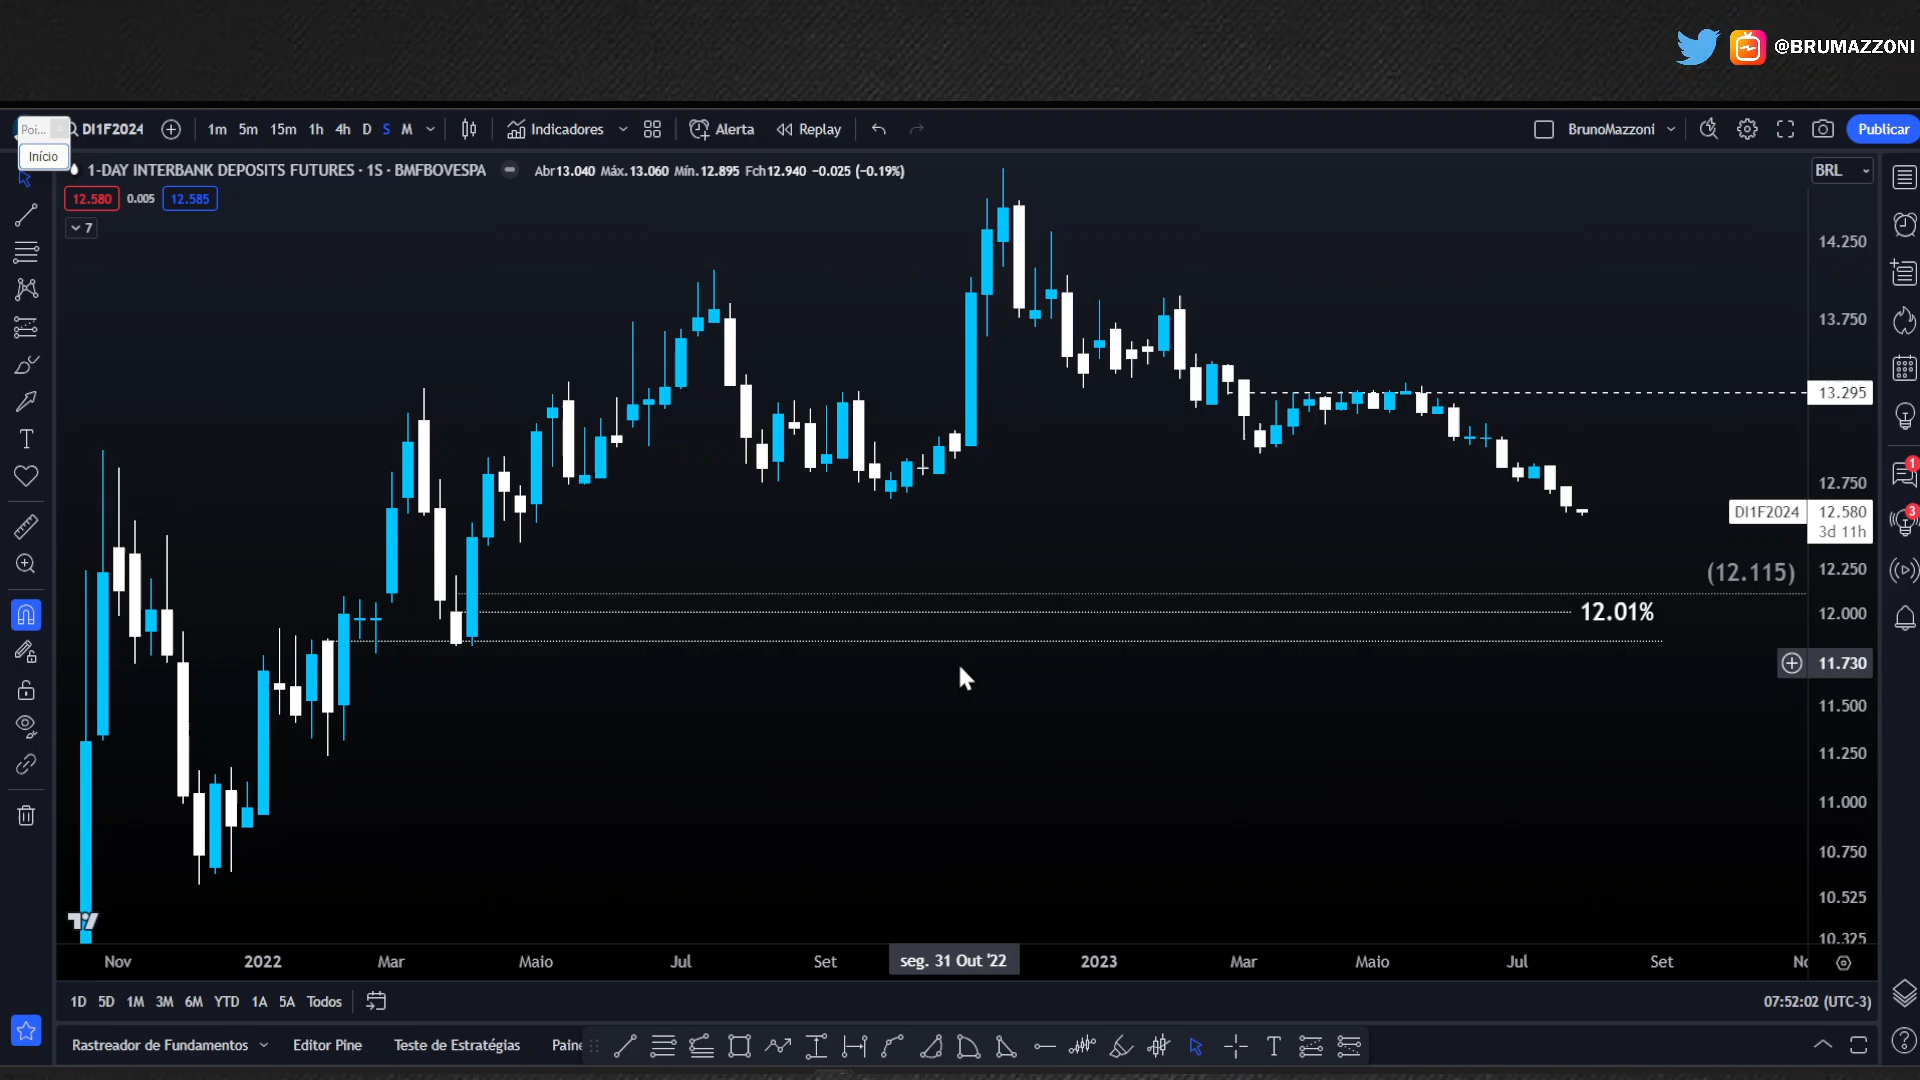 @BRUMAZZONI
Poi...
Início
DI1F2024
1m 5m 15m 1h 4h D S M
Indicadores
Alerta
Replay
BrunoMazzoni
Publicar
1-DAY INTERBANK DEPOSITS FUTURES · 1S · BMFBOVESPA
Abr13.040 Máx.13.060 Mín.12.895 Fch12.940 −0.025 (−0.19%)
BRL
12.580 0.005 12.585
7
14.250
13.750
13.295
12.750
DI1F2024 12.580
3d 11h
(12.115)
12.250
12.01%
12.000
11.730
11.500
11.250
11.000
10.750
10.525
10.325
1
3
Nov 2022 Mar Maio Jul Set seg. 31 Out '22 2023 Mar Maio Jul Set
1D 5D 1M 3M 6M YTD 1A 5A Todos
07:52:02 (UTC-3)
Rastreador de Fundamentos Editor Pine Teste de Estratégias Paine